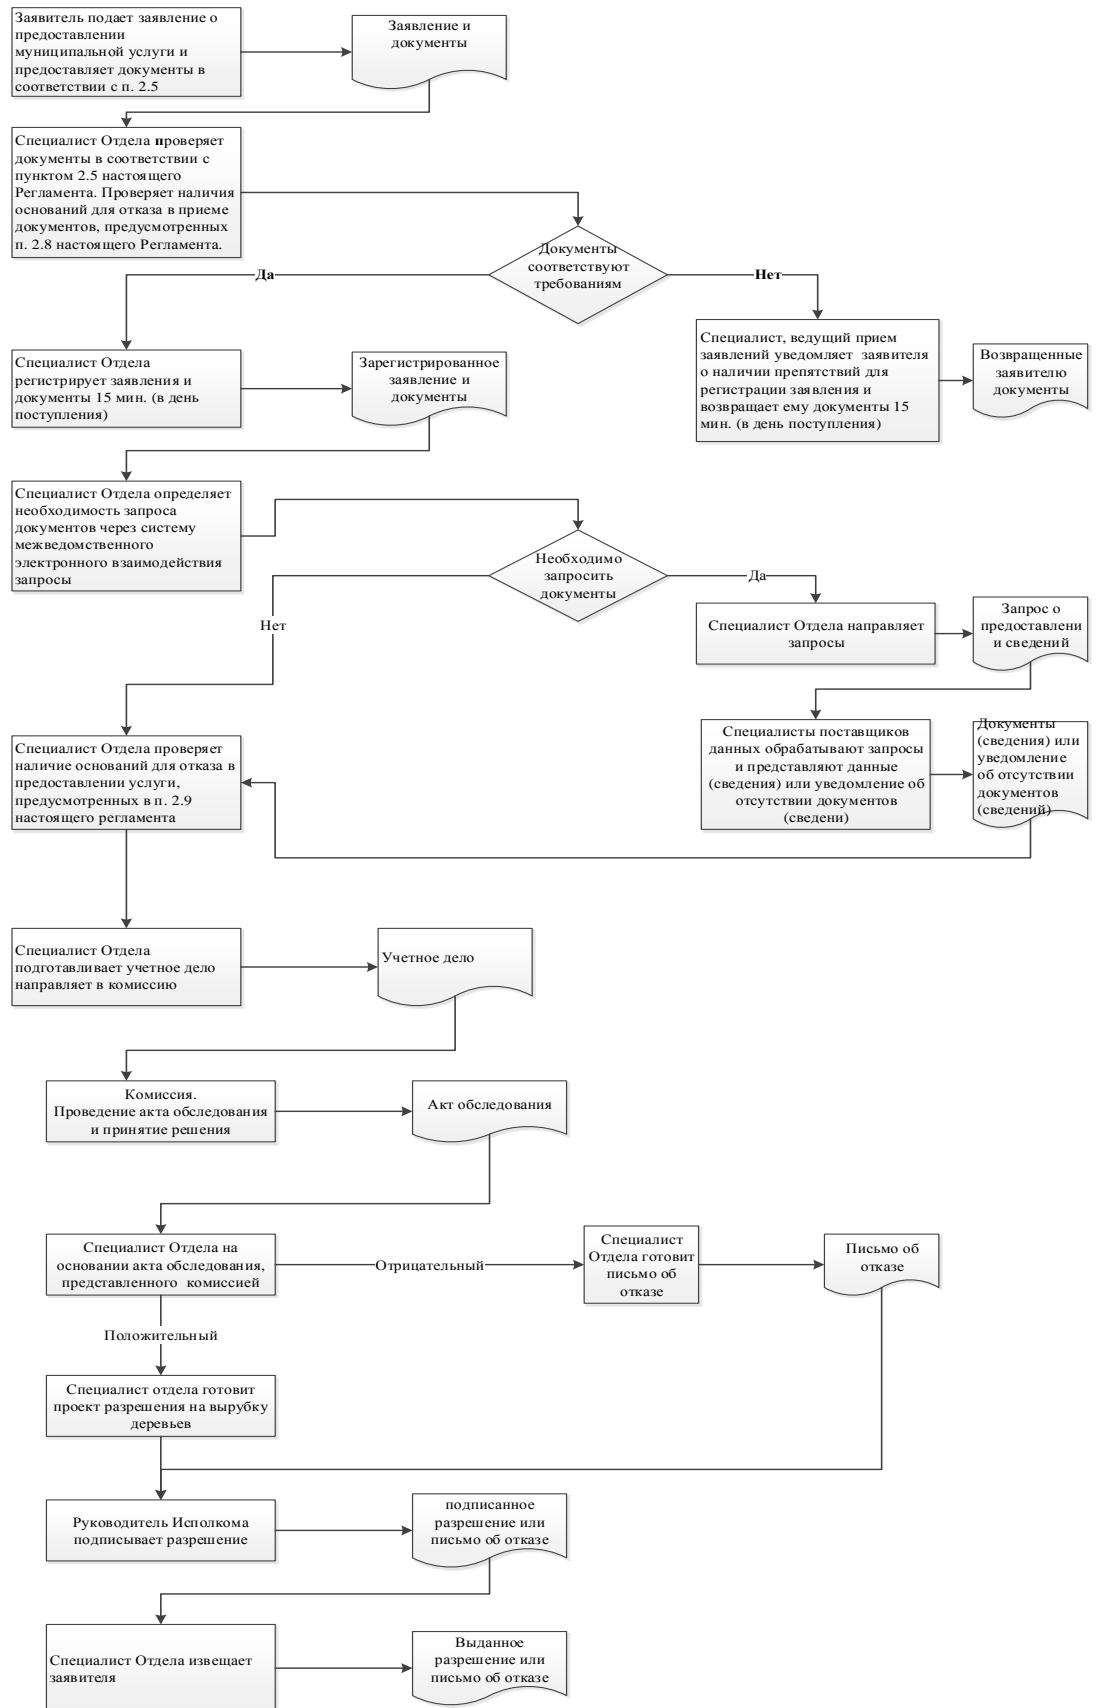 Заявитель подает заявление о
предоставлении
муниципальной услуги и
предоставляет документы в
соответствии с п. 2.5
Заявление и
документы
Специалист Отдела проверяет
документы в соответствии с
пунктом 2.5 настоящего
Регламента. Проверяет наличия
оснований для отказа в приеме
документов, предусмотренных
п. 2.8 настоящего Регламента.
Документы
соответствуют
требованиям
Да
Нет
Специалист Отдела
регистрирует заявления и
документы 15 мин. (в день
поступления)
Зарегистрированное
заявление и
документы
Специалист, ведущий прием
заявлений уведомляет заявителя
о наличии препятствий для
регистрации заявления и
возвращает ему документы 15
мин. (в день поступления)
Возвращенные
заявителю
документы
Специалист Отдела определяет
необходимость запроса
документов через систему
межведомственного
электронного взаимодействия
запросы
Необходимо
запросить
документы
Да
Нет
Специалист Отдела направляет
запросы
Запрос о
предоставлени
и сведений
Специалисты поставщиков
данных обрабатывают запросы
и представляют данные
(сведения) или уведомление об
отсутствии документов
(сведени)
Документы
(сведения) или
уведомление
об отсутствии
документов
(сведений)
Специалист Отдела проверяет
наличие оснований для отказа в
предоставлении услуги,
предусмотренных в п. 2.9
настоящего регламента
Специалист Отдела
подготавливает учетное дело
направляет в комиссию
Учетное дело
Комиссия.
Проведение акта обследования
и принятие решения
Акт обследования
Специалист Отдела на
основании акта обследования,
представленного комиссией
Отрицательный
Специалист
Отдела готовит
письмо об
отказе
Письмо об
отказе
Положительный
Специалист отдела готовит
проект разрешения на вырубку
деревьев
Руководитель Исполкома
подписывает разрешение
подписанное
разрешение или
письмо об отказе
Специалист Отдела извещает
заявителя
Выданное
разрешение или
письмо об отказе